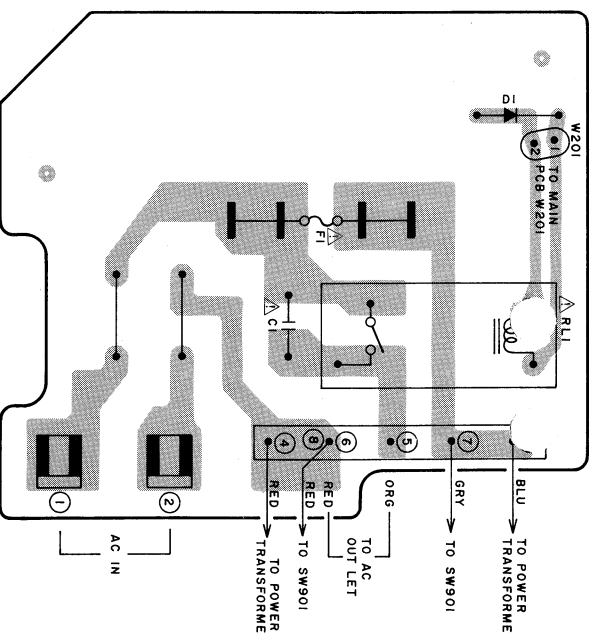 D1
W201
1
2
TO MAIN
PCB W201
F1
C1
RL1
4
8
6
5
7
1
2
AC IN
RED
RED
RED
ORG
GRY
BLU
TO POWER
TRANSFORME
TO SW901
TO AC
OUT LET
TO SW901
TO POWER
TRANSFORME